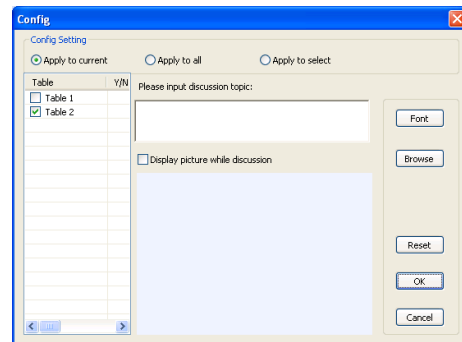 Config
Config Setting
Apply to current Apply to all Apply to select
Table Y/N
Table 1
Table 2
Please input discussion topic:
Display picture while discussion
Font
Browse
Reset
OK
Cancel